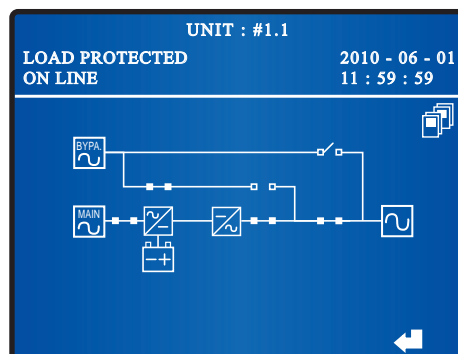 UNIT : #1.1
LOAD PROTECTED
2010 - 06 - 01
ON LINE
11 : 59 : 59
BYPA.
MAIN